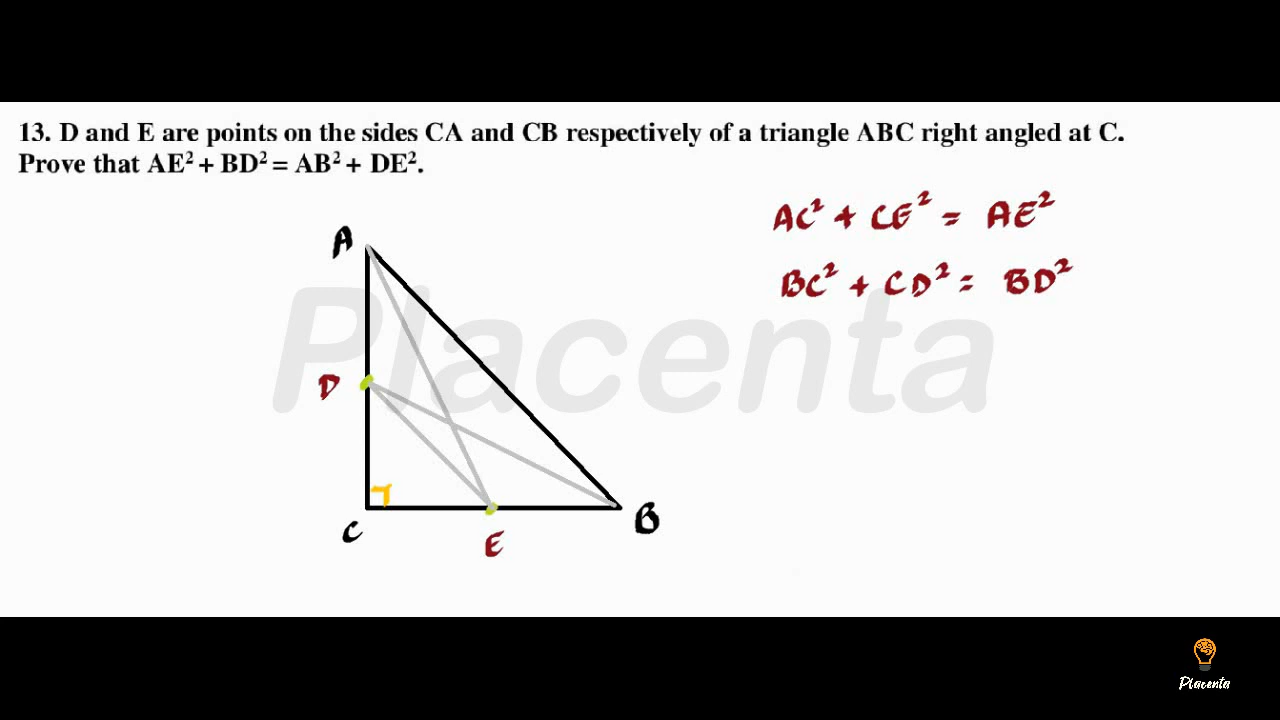 13. D and E are points on the sides CA and CB respectively of a triangle ABC right angled at C.
Prove that AE² + BD² = AB² + DE².
AC² + CE² = AE²
BC² + CD² = BD²
A
Placenta
D
C
E
B
Placenta